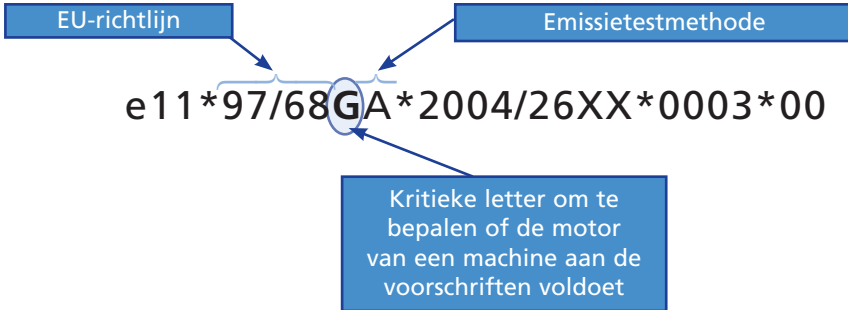 EU-richtlijn
Emissietestmethode
e11*97/68GA*2004/26XX*0003*00
Kritieke letter om te
bepalen of de motor
van een machine aan de
voorschriften voldoet